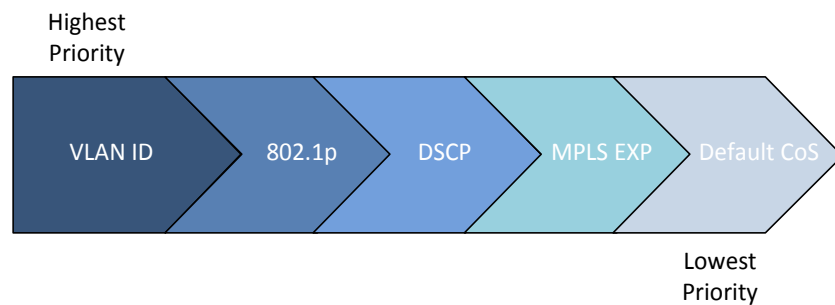 Highest
Priority
VLAN ID
802.1p
DSCP
MPLS EXP
Default CoS
Lowest
Priority